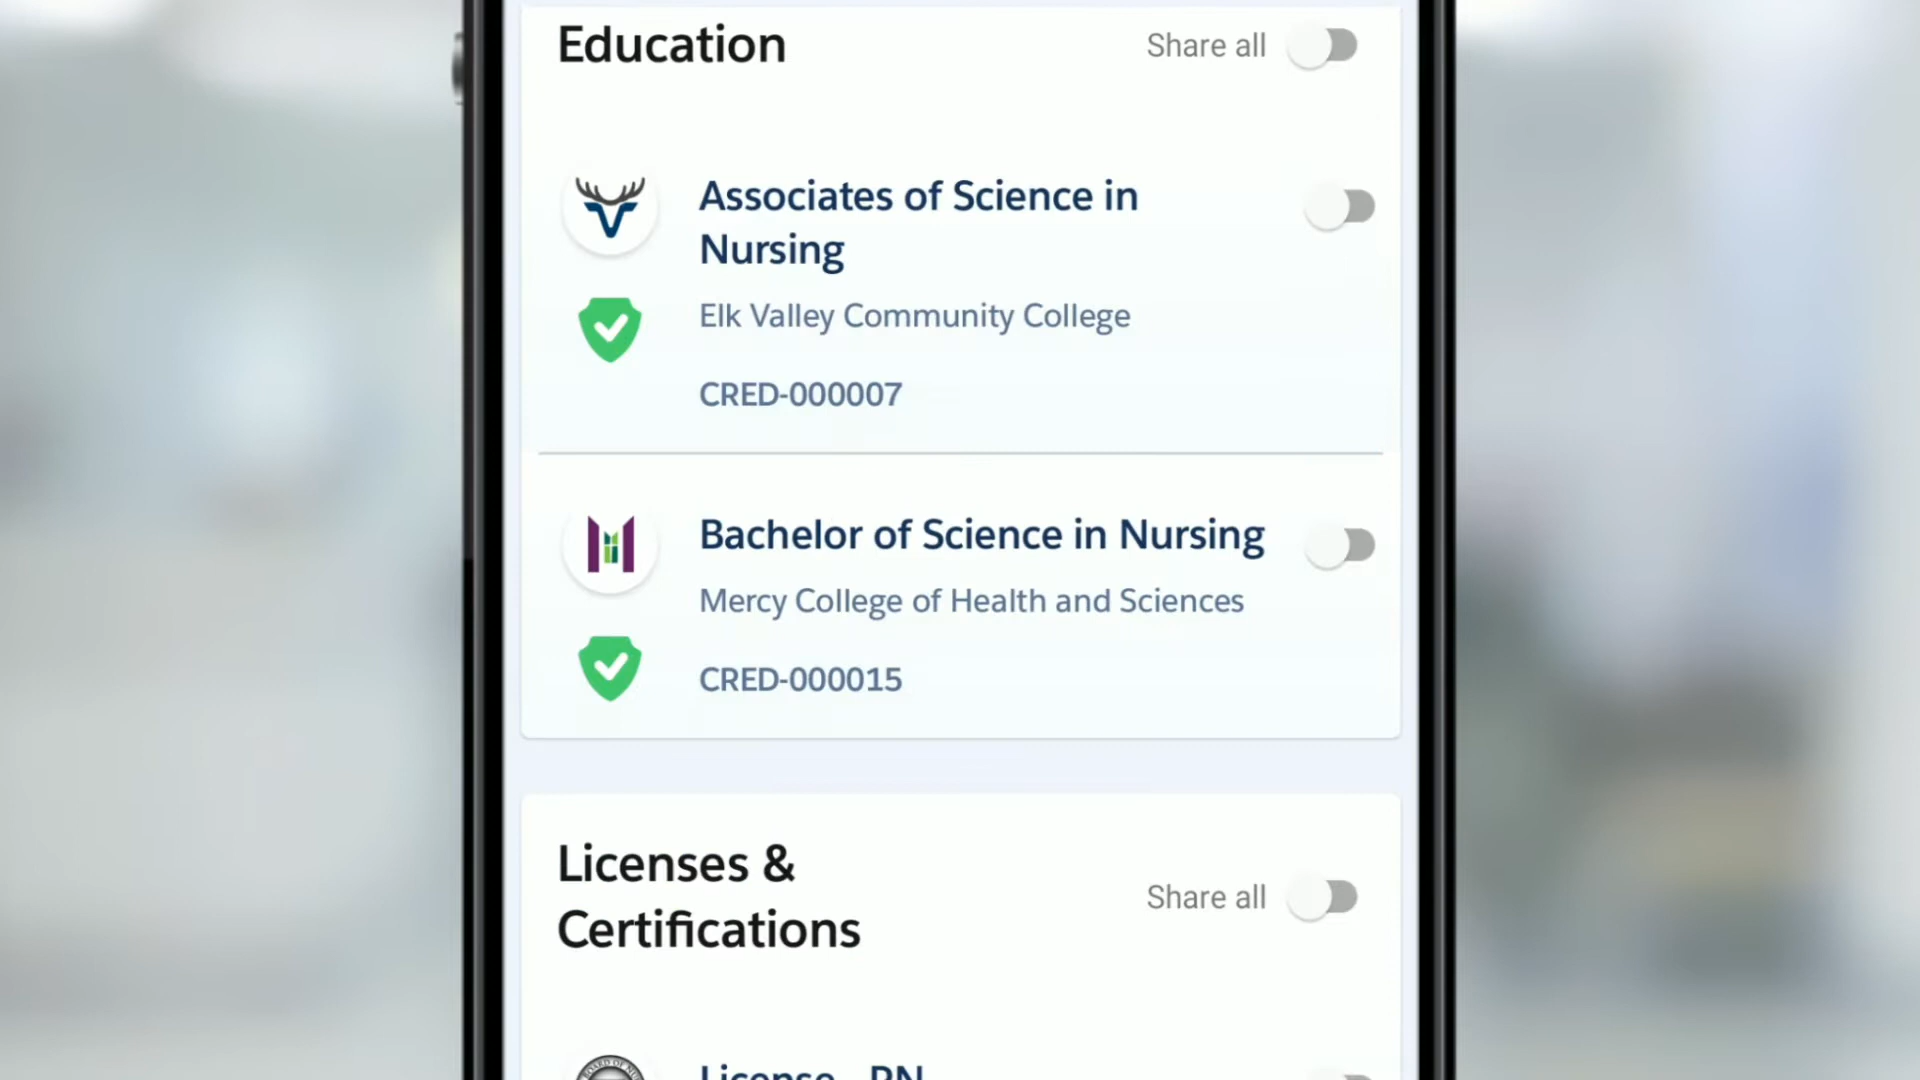 Education
Share all
Associates of Science in
Nursing
Elk Valley Community College
CRED-000007
Bachelor of Science in Nursing
Mercy College of Health and Sciences
CRED-000015
Licenses &
Certifications
Share all
License - RN